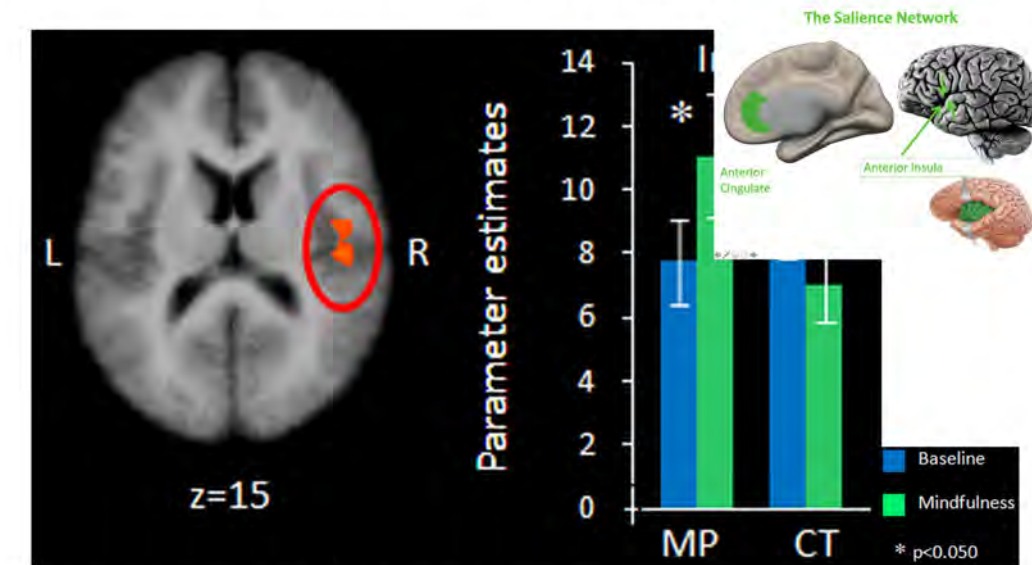 The Salience Network
Anterior
Cingulate
Anterior Insula
L
R
z=15
Parameter estimates
14
12
10
8
6
4
2
0
*
MP
CT
Baseline
Mindfulness
* p<0.050